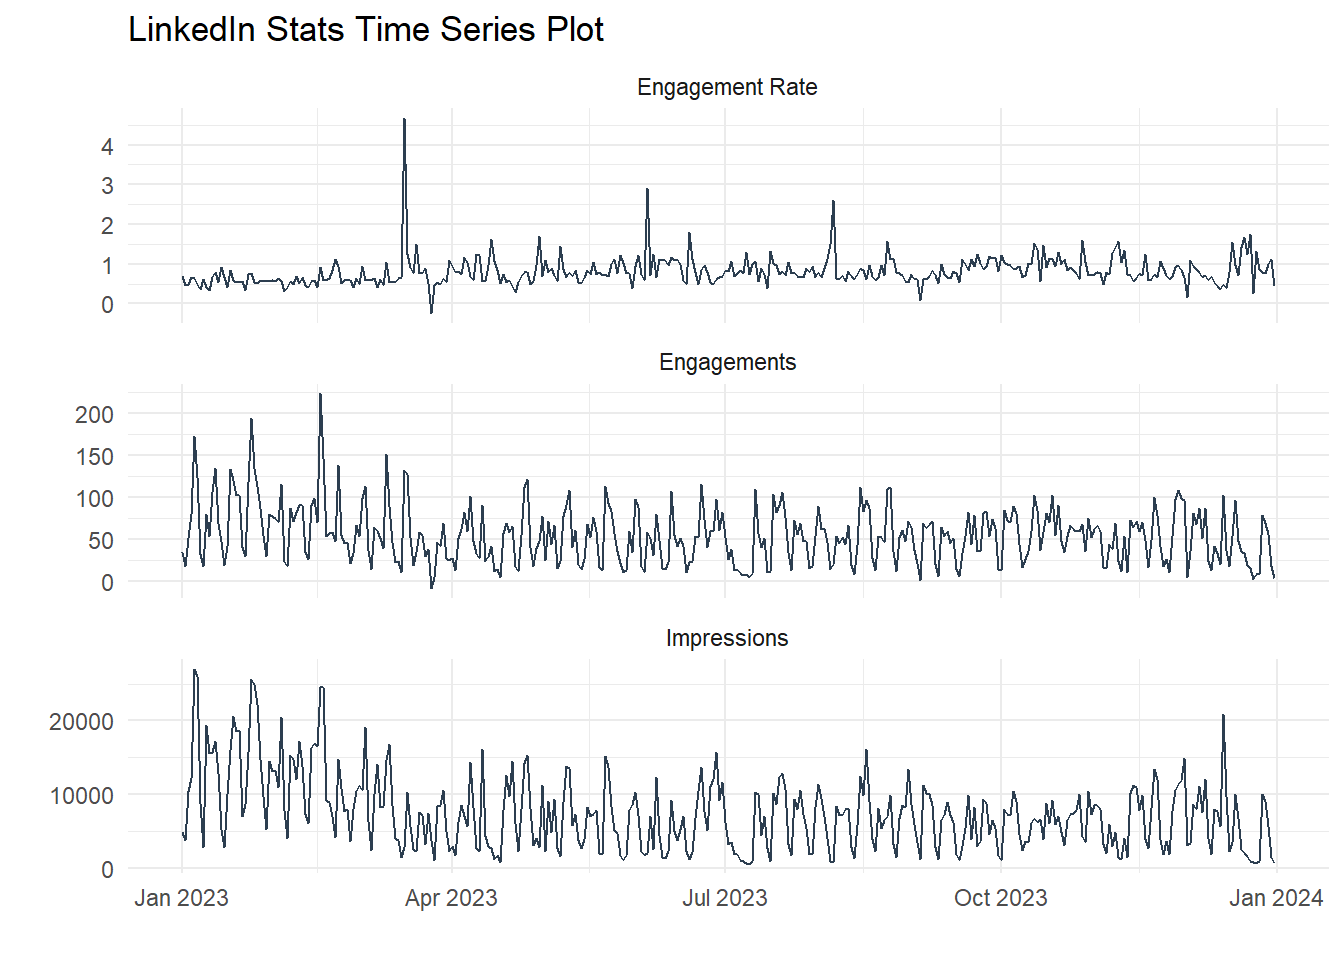 LinkedIn Stats Time Series Plot
Engagement Rate
4
3
2
1
0
Engagements
200
150
100
50
0
Impressions
20000
10000
0
Jan 2023 Apr 2023 Jul 2023 Oct 2023 Jan 2024